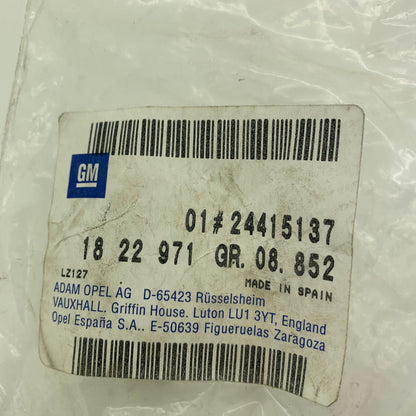 GM
01#24415137
18 22 971 GR. 08. 852
LZ127 MADE IN SPAIN
ADAM OPEL AG D-65423 Rüsselsheim
VAUXHALL. Griffin House. Luton LU1 3YT, England
Opel España S.A.. E-50639 Figueruelas Zaragoza